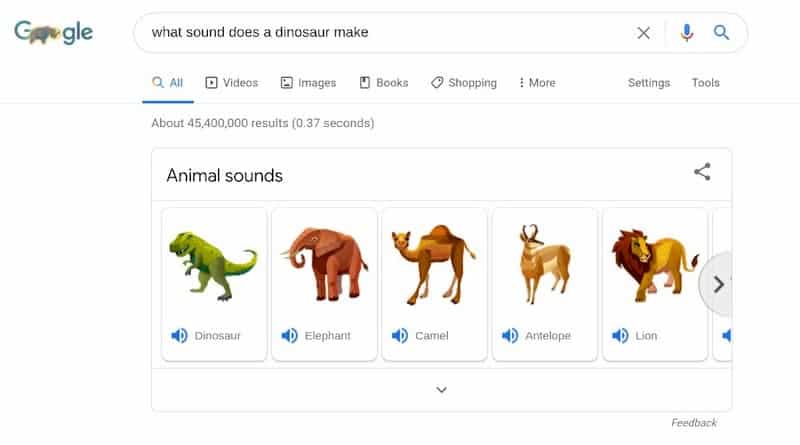 Google
what sound does a dinosaur make
All Videos Images Books Shopping More Settings Tools
About 45,400,000 results (0.37 seconds)
Animal sounds
Dinosaur Elephant Camel Antelope Lion
Feedback